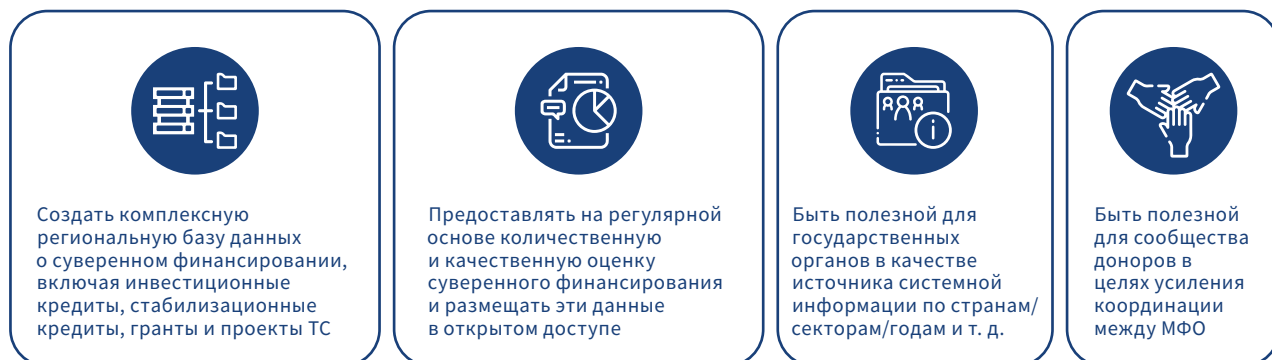 Создать комплексную
региональную базу данных
о суверенном финансировании,
включая инвестиционные
кредиты, стабилизационные
кредиты, гранты и проекты ТС
Предоставлять на регулярной
основе количественную
и качественную оценку
суверенного финансирования
и размещать эти данные
в открытом доступе
Быть полезной для
государственных
органов в качестве
источника системной
информации по странам/
секторам/годам и т. д.
Быть полезной
для сообщества
доноров в
целях усиления
координации
между МФО